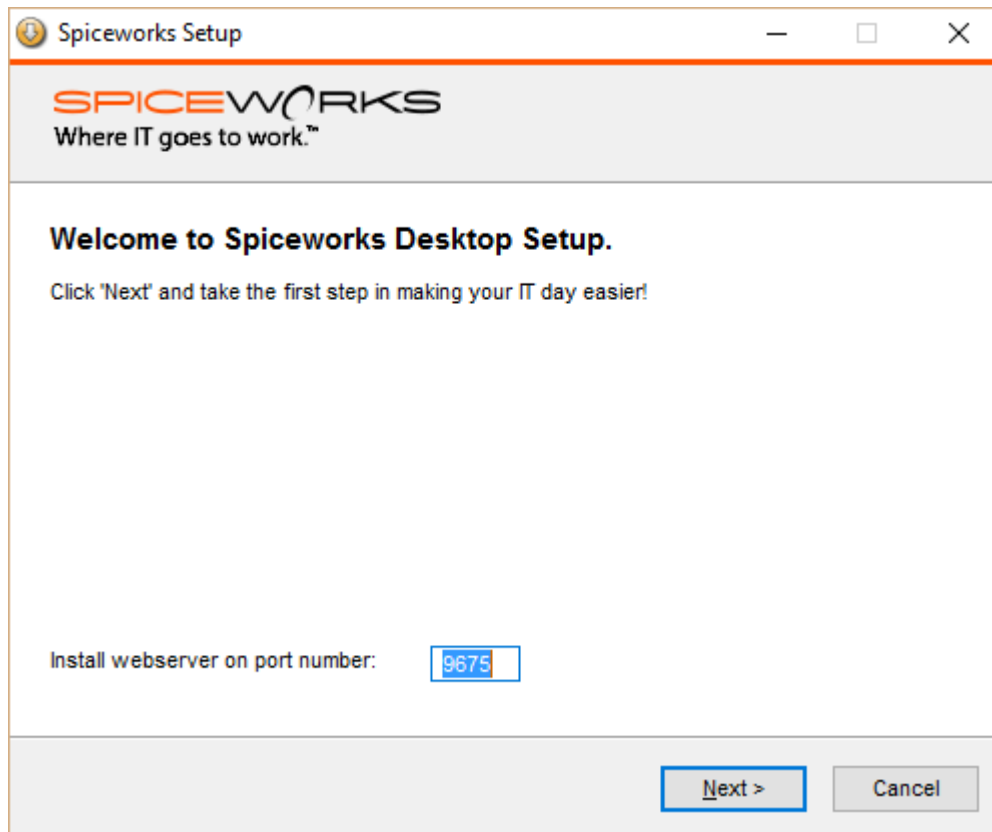 Spiceworks Setup
SPICEWORKS
Where IT goes to work.™
Welcome to Spiceworks Desktop Setup.
Click 'Next' and take the first step in making your IT day easier!
Install webserver on port number: 9675
Next > Cancel